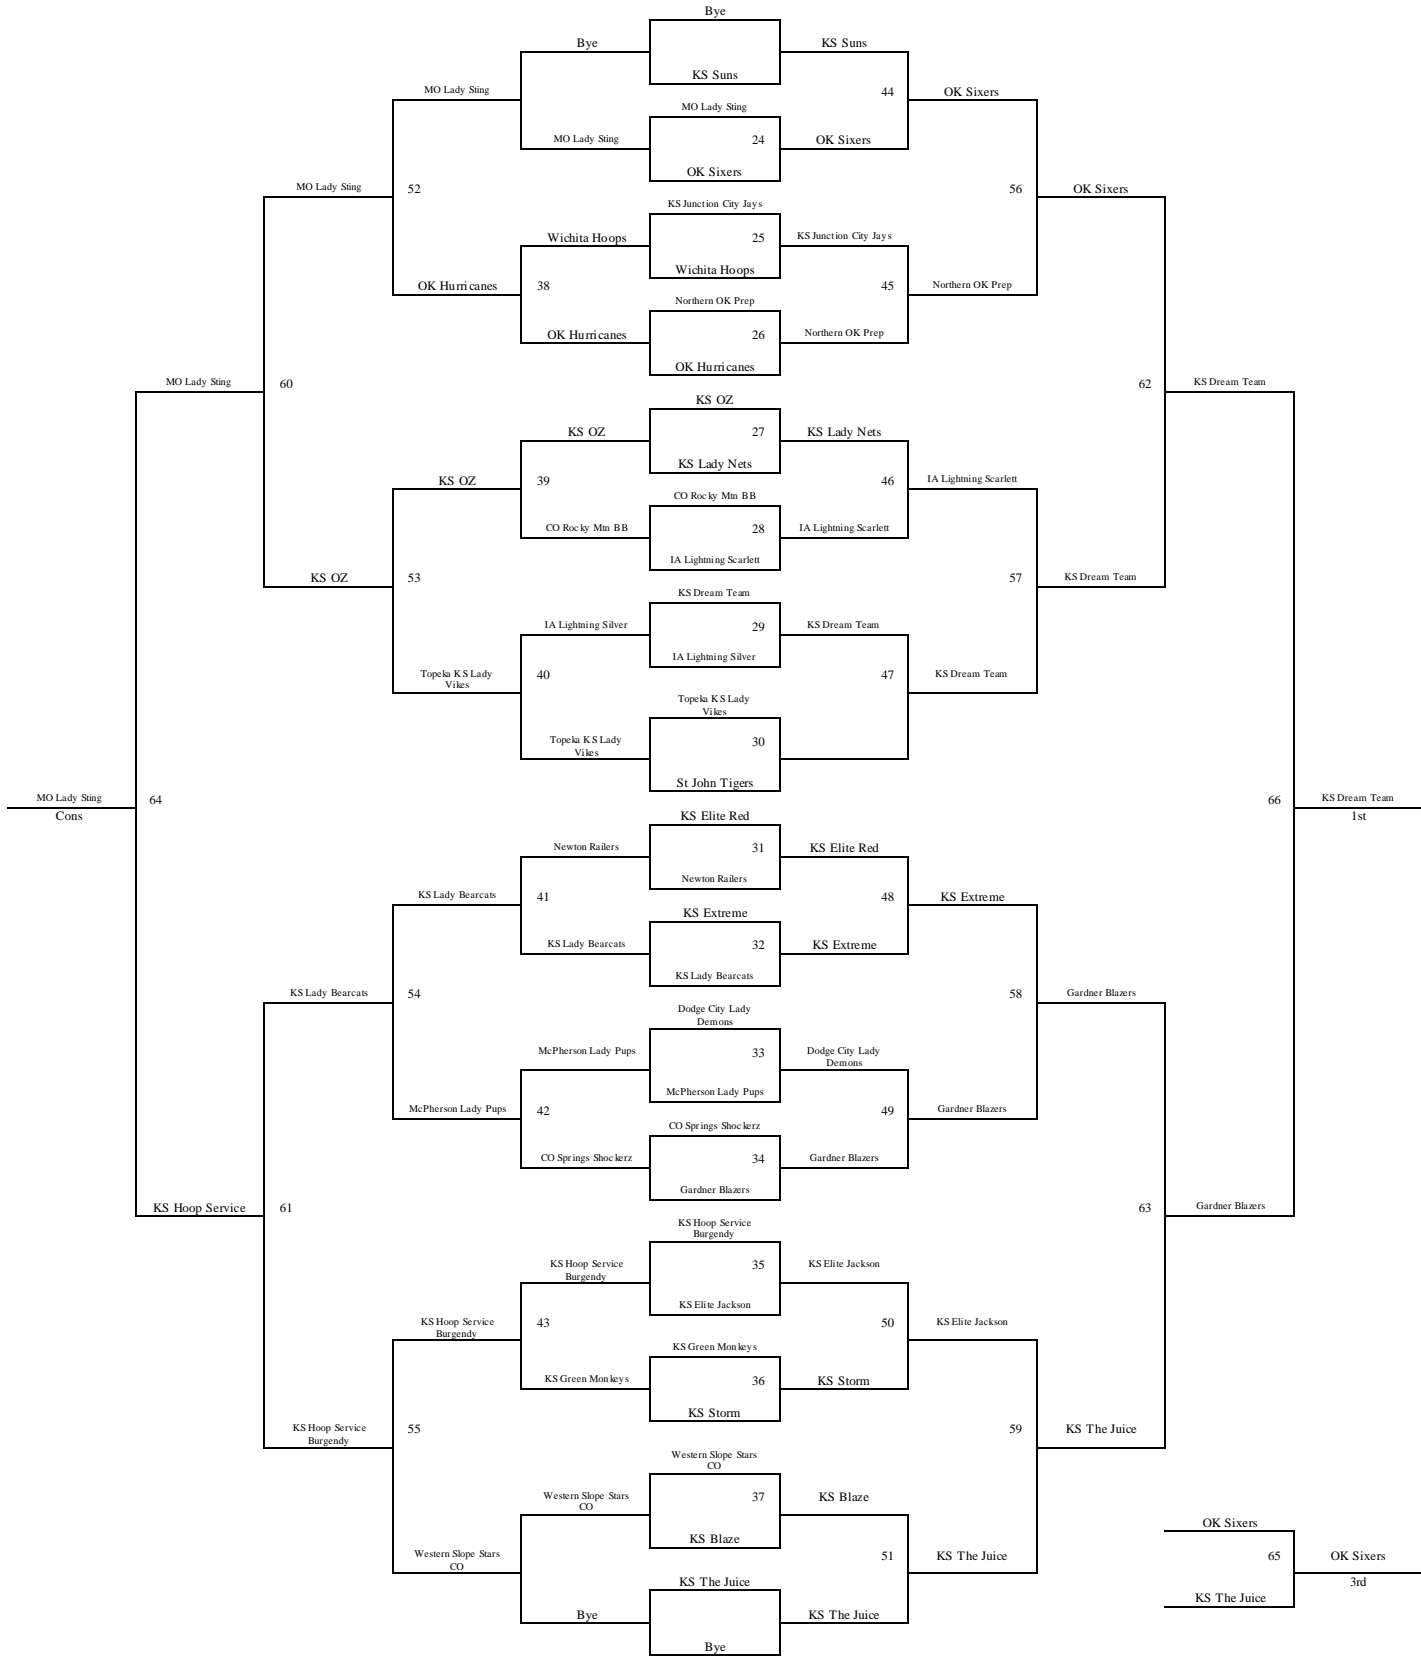 Bye
Bye
KS Suns
KS Suns
MO Lady Sting
44
OK Sixers
MO Lady Sting
MO Lady Sting
24
OK Sixers
OK Sixers
MO Lady Sting
52
56
OK Sixers
KS Junction City Jays
Wichita Hoops
25
KS Junction City Jays
Wichita Hoops
OK Hurricanes
38
45
Northern OK Prep
Northern OK Prep
OK Hurricanes
26
Northern OK Prep
OK Hurricanes
MO Lady Sting
60
62
KS Dream Team
KS OZ
KS OZ
27
KS Lady Nets
KS Lady Nets
KS OZ
39
46
IA Lightning Scarlett
CO Rocky Mtn BB
CO Rocky Mtn BB
28
IA Lightning Scarlett
IA Lightning Scarlett
KS OZ
53
57
KS Dream Team
KS Dream Team
IA Lightning Silver
29
KS Dream Team
IA Lightning Silver
Topeka KS Lady
Vikes
40
47
KS Dream Team
Topeka KS Lady
Vikes
Topeka KS Lady
Vikes
30
St John Tigers
MO Lady Sting
Cons
64
66
KS Dream Team
1st
KS Elite Red
Newton Railers
31
KS Elite Red
Newton Railers
KS Lady Bearcats
41
48
KS Extreme
KS Extreme
KS Lady Bearcats
32
KS Extreme
KS Lady Bearcats
KS Lady Bearcats
54
58
Gardner Blazers
Dodge City Lady
Demons
McPherson Lady Pups
33
Dodge City Lady
Demons
McPherson Lady Pups
McPherson Lady Pups
42
49
Gardner Blazers
CO Springs Shockerz
CO Springs Shockerz
34
Gardner Blazers
Gardner Blazers
KS Hoop Service
61
63
Gardner Blazers
KS Hoop Service
Burgendy
KS Hoop Service
Burgendy
35
KS Elite Jackson
KS Elite Jackson
KS Hoop Service
Burgendy
43
50
KS Elite Jackson
KS Green Monkeys
KS Green Monkeys
36
KS Storm
KS Storm
KS Hoop Service
Burgendy
55
59
KS The Juice
Western Slope Stars
CO
Western Slope Stars
CO
37
KS Blaze
KS Blaze
Western Slope Stars
CO
51
KS The Juice
KS The Juice
Bye
KS The Juice
Bye
OK Sixers
65
OK Sixers
3rd
KS The Juice